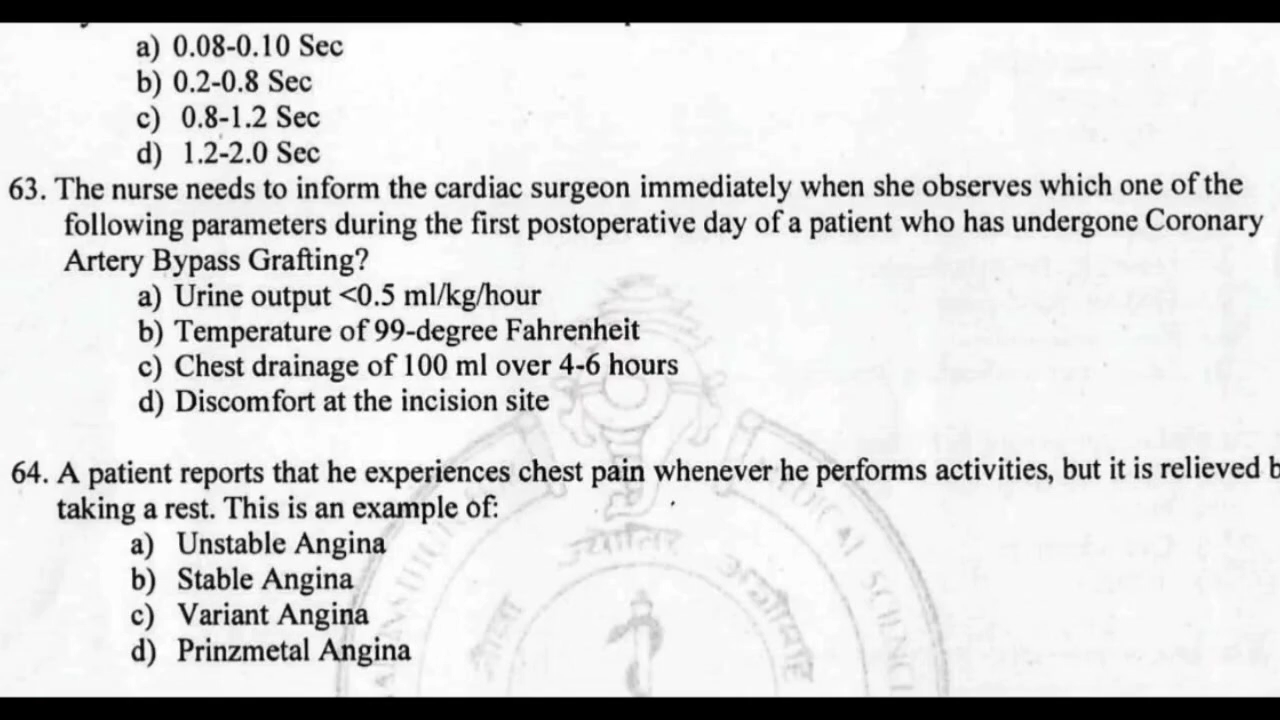 a) 0.08-0.10 Sec
b) 0.2-0.8 Sec
c) 0.8-1.2 Sec
d) 1.2-2.0 Sec
63. The nurse needs to inform the cardiac surgeon immediately when she observes which one of the
following parameters during the first postoperative day of a patient who has undergone Coronary
Artery Bypass Grafting?
a) Urine output <0.5 ml/kg/hour
b) Temperature of 99-degree Fahrenheit
c) Chest drainage of 100 ml over 4-6 hours
d) Discomfort at the incision site
64. A patient reports that he experiences chest pain whenever he performs activities, but it is relieved b
taking a rest. This is an example of:
a) Unstable Angina
b) Stable Angina
c) Variant Angina
d) Prinzmetal Angina